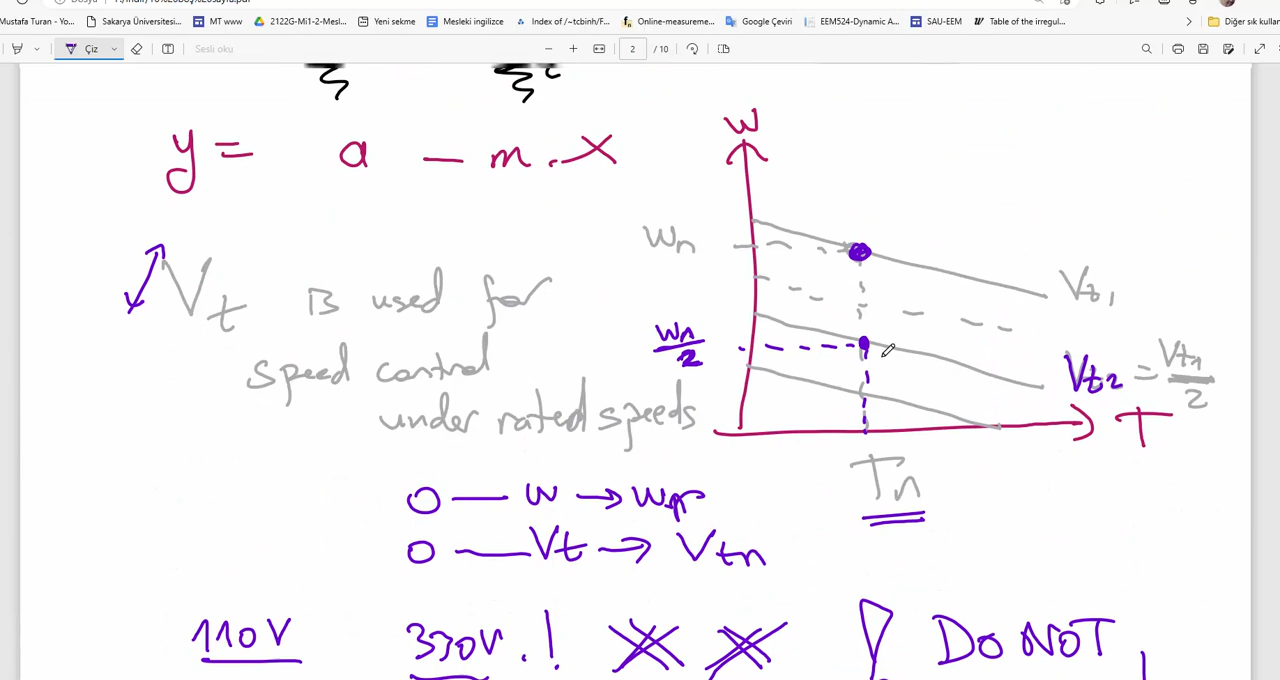 Mustafa Turan - O...
Sakarya Üniversitesi...
MT www
2122G-Mi1-2-Mesl...
Yeni sekme
Mesleki ingilizce
Index of /~tcbinh/F...
Online-measureme...
Google Çeviri
EEM524-Dynamic A...
SAU-EEM
Table of the irregul...
Diğer sık kullan
Çiz
Sesli oku
2 / 10
y = a - m . x
w
wn
Vt1
Vt is used for
speed control
under rated speeds
wn/2
Vt2 = Vt1/2
T
Tn
0 — w → wn
0 — Vt → Vtn
110V 330V.! DO NOT